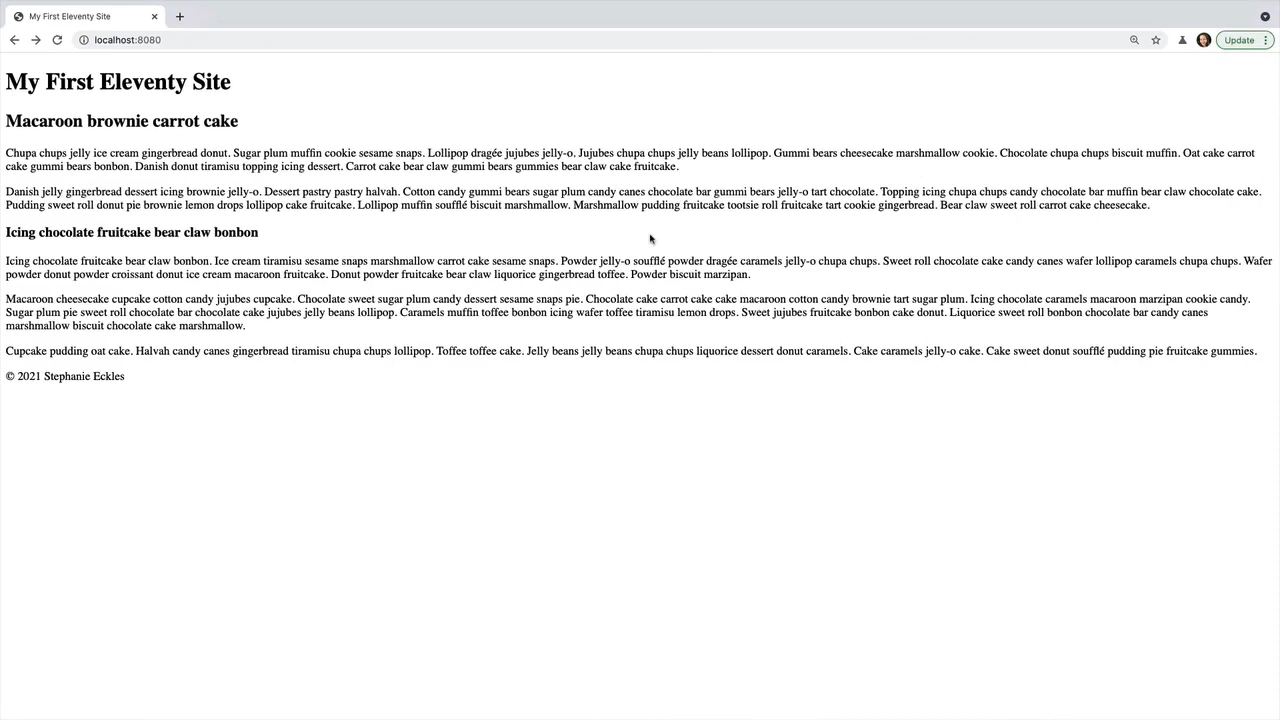 My First Eleventy Site
localhost:8080
Update
My First Eleventy Site
Macaroon brownie carrot cake
Chupa chups jelly ice cream gingerbread donut. Sugar plum muffin cookie sesame snaps. Lollipop dragée jujubes jelly-o. Jujubes chupa chups jelly beans lollipop. Gummi bears cheesecake marshmallow cookie. Chocolate chupa chups biscuit muffin. Oat cake carrot
cake gummi bears bonbon. Danish donut tiramisu topping icing dessert. Carrot cake bear claw gummi bears gummies bear claw cake fruitcake.
Danish jelly gingerbread dessert icing brownie jelly-o. Dessert pastry pastry halvah. Cotton candy gummi bears sugar plum candy canes chocolate bar gummi bears jelly-o tart chocolate. Topping icing chupa chups candy chocolate bar muffin bear claw chocolate cake.
Pudding sweet roll donut pie brownie lemon drops lollipop cake fruitcake. Lollipop muffin soufflé biscuit marshmallow. Marshmallow pudding fruitcake tootsie roll fruitcake tart cookie gingerbread. Bear claw sweet roll carrot cake cheesecake.
Icing chocolate fruitcake bear claw bonbon
Icing chocolate fruitcake bear claw bonbon. Ice cream tiramisu sesame snaps marshmallow carrot cake sesame snaps. Powder jelly-o soufflé powder dragée caramels jelly-o chupa chups. Sweet roll chocolate cake candy canes wafer lollipop caramels chupa chups. Wafer
powder donut powder croissant donut ice cream macaroon fruitcake. Donut powder fruitcake bear claw liquorice gingerbread toffee. Powder biscuit marzipan.
Macaroon cheesecake cupcake cotton candy jujubes cupcake. Chocolate sweet sugar plum candy dessert sesame snaps pie. Chocolate cake carrot cake cake macaroon cotton candy brownie tart sugar plum. Icing chocolate caramels macaroon marzipan cookie candy.
Sugar plum pie sweet roll chocolate bar chocolate cake jujubes jelly beans lollipop. Caramels muffin toffee bonbon icing wafer toffee tiramisu lemon drops. Sweet jujubes fruitcake bonbon cake donut. Liquorice sweet roll bonbon chocolate bar candy canes
marshmallow biscuit chocolate cake marshmallow.
Cupcake pudding oat cake. Halvah candy canes gingerbread tiramisu chupa chups lollipop. Toffee toffee cake. Jelly beans jelly beans chupa chups liquorice dessert donut caramels. Cake caramels jelly-o cake. Cake sweet donut soufflé pudding pie fruitcake gummies.
© 2021 Stephanie Eckles